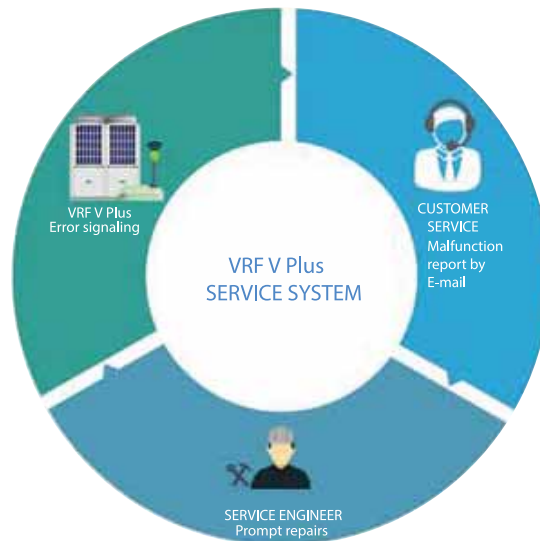 VRF V Plus
Error signaling
CUSTOMER
SERVICE
Malfunction
report by
E-mail
VRF V Plus
SERVICE SYSTEM
SERVICE ENGINEER
Prompt repairs